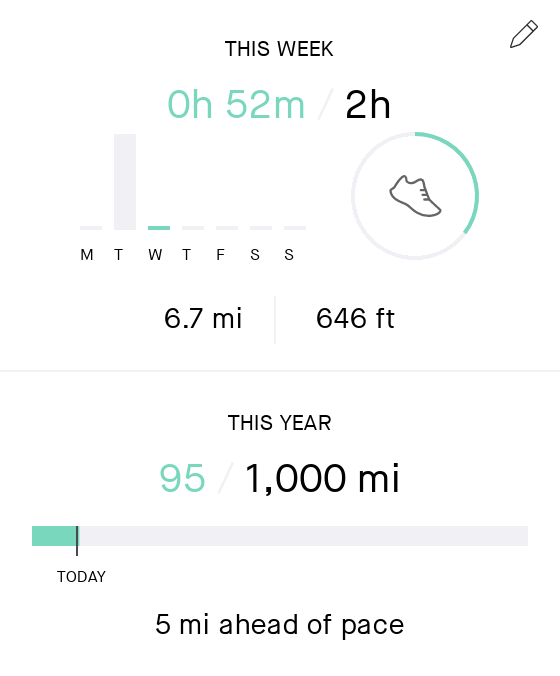 THIS WEEK
0h 52m / 2h
M T W T F S S
6.7 mi 646 ft
THIS YEAR
95 / 1,000 mi
TODAY
5 mi ahead of pace